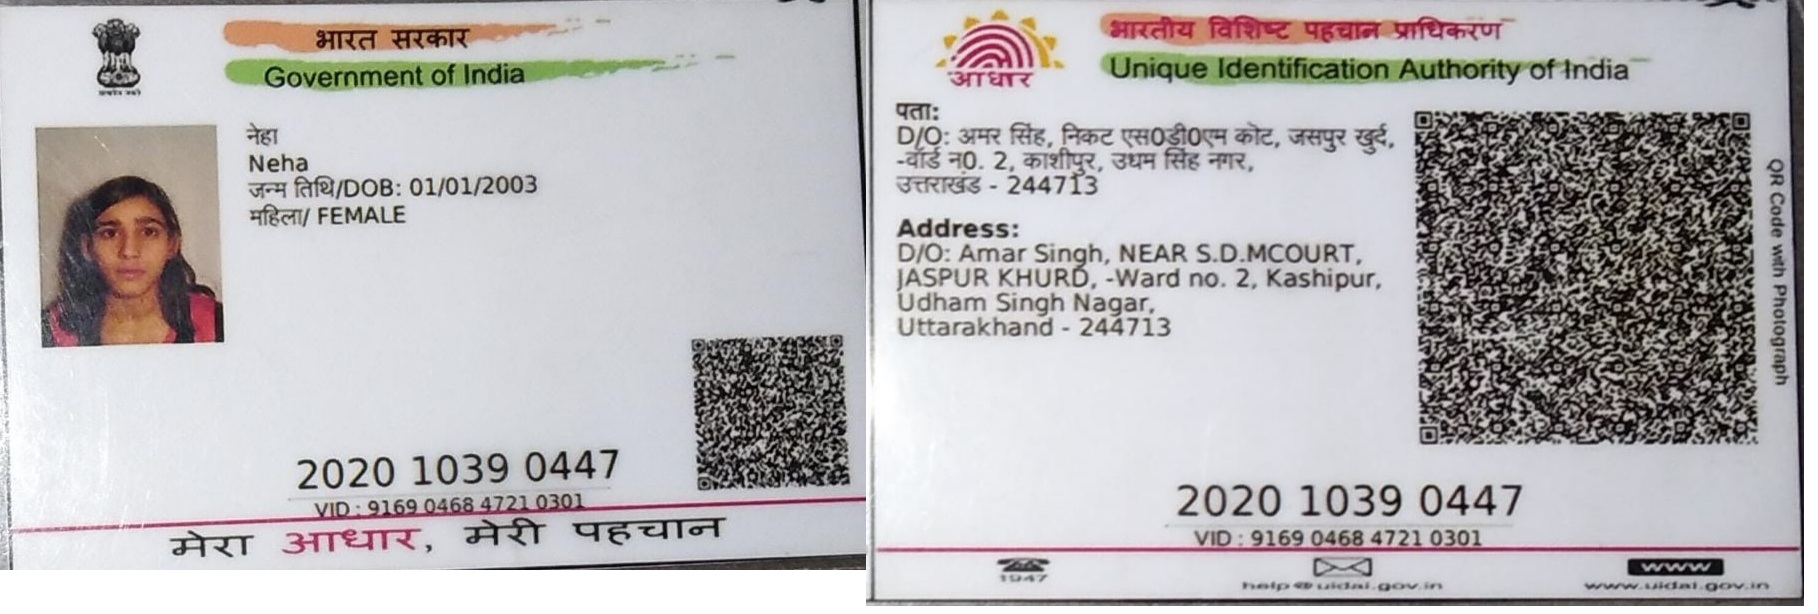 भारत सरकार
Government of India
नेहा
Neha
जन्म तिथि/DOB: 01/01/2003
महिला/ FEMALE
2020 1039 0447
VID : 9169 0468 4721 0301
मेरा आधार, मेरी पहचान
भारतीय विशिष्ट पहचान प्राधिकरण
Unique Identification Authority of India
आधार
पता:
D/O: अमर सिंह, निकट एस0डी0एम कोट, जसपुर खुर्द,
-वॉर्ड न0. 2, काशीपुर, उधम सिंह नगर,
उत्तराखंड - 244713
Address:
D/O: Amar Singh, NEAR S.D.MCOURT,
JASPUR KHURD, -Ward no. 2, Kashipur,
Udham Singh Nagar,
Uttarakhand - 244713
QR Code with Photograph
2020 1039 0447
VID : 9169 0468 4721 0301
1947
help@uidai.gov.in
www
www.uidai.gov.in